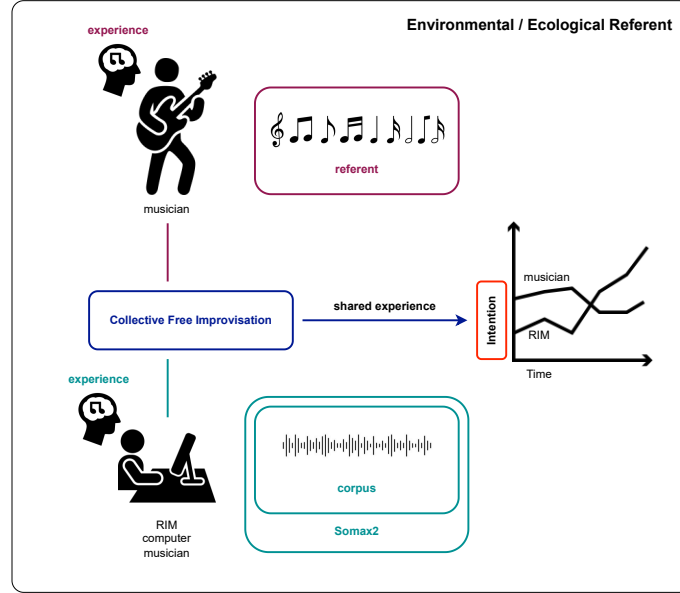 Environmental / Ecological Referent
experience
referent
musician
Collective Free Improvisation
shared experience
Intention
musician
RIM
Time
experience
corpus
Somax2
RIM
computer
musician